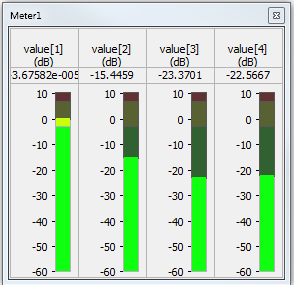 Meter1
value[1] value[2] value[3] value[4]
(dB) (dB) (dB) (dB)
3.67582e-005 -15.4459 -23.3701 -22.5667
10 10 10 10
0 0 0 0
-10 -10 -10 -10
-20 -20 -20 -20
-30 -30 -30 -30
-40 -40 -40 -40
-50 -50 -50 -50
-60 -60 -60 -60